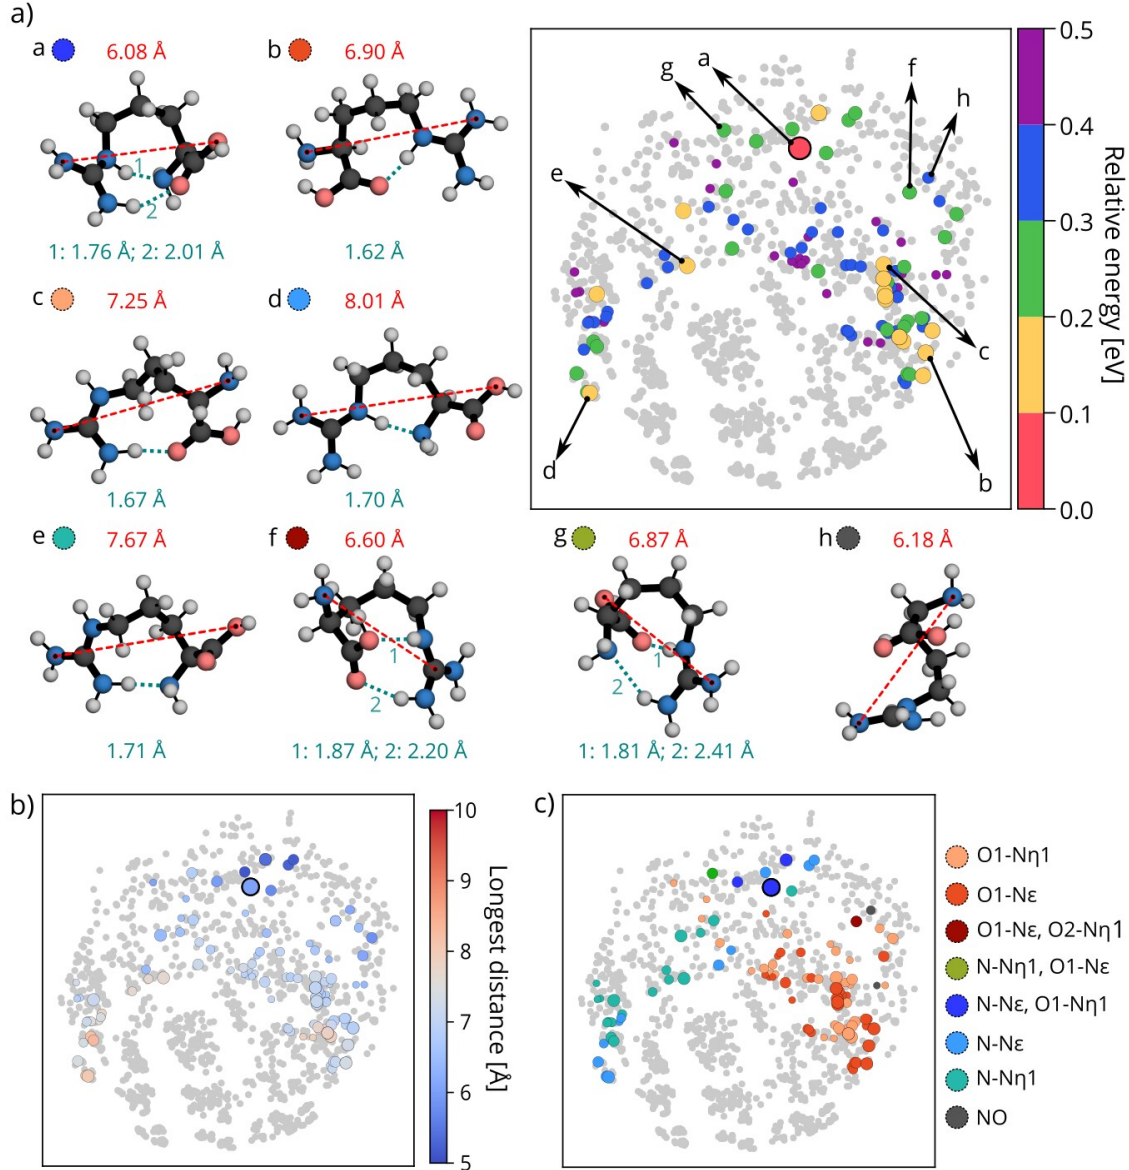 a)
a 6.08 Å
b 6.90 Å
1
2
1: 1.76 Å; 2: 2.01 Å
1.62 Å
c 7.25 Å
d 8.01 Å
1.67 Å
1.70 Å
e 7.67 Å
f 6.60 Å
g 6.87 Å
h 6.18 Å
1
2
1
2
1.71 Å
1: 1.87 Å; 2: 2.20 Å
1: 1.81 Å; 2: 2.41 Å
g
a
f
h
e
c
d
b
0.5
0.4
0.3
0.2
0.1
0.0
Relative energy [eV]
b)
10
9
8
7
6
5
Longest distance [Å]
c)
O1-Nη1
O1-Nε
O1-Nε, O2-Nη1
N-Nη1, O1-Nε
N-Nε, O1-Nη1
N-Nε
N-Nη1
NO